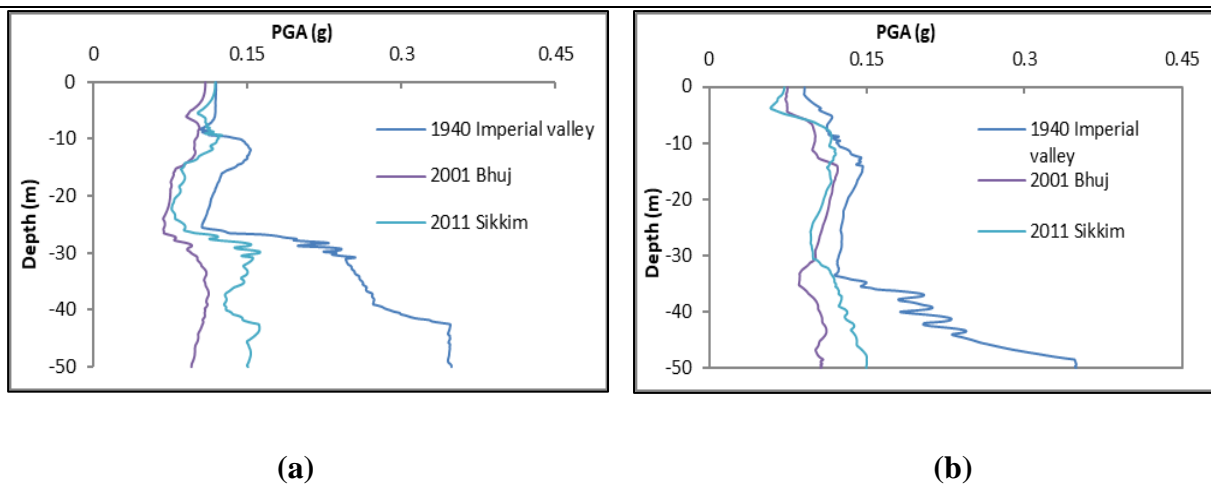 PGA (g)
0 0.15 0.3 0.45
0
-10
-20
-30
-40
-50
Depth (m)
1940 Imperial valley
2001 Bhuj
2011 Sikkim
(a)
PGA (g)
0 0.15 0.3 0.45
0
-10
-20
-30
-40
-50
Depth (m)
1940 Imperial
valley
2001 Bhuj
2011 Sikkim
(b)